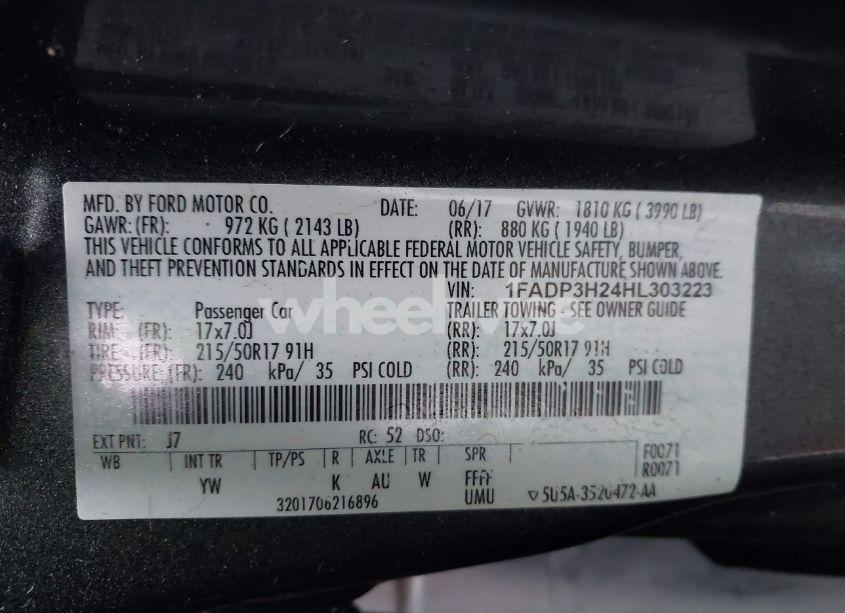 MFD. BY FORD MOTOR CO. DATE: 06/17 GVWR: 1810 KG ( 3990 LB)
GAWR: (FR): 972 KG ( 2143 LB) (RR): 880 KG ( 1940 LB)
THIS VEHICLE CONFORMS TO ALL APPLICABLE FEDERAL MOTOR VEHICLE SAFETY, BUMPER,
AND THEFT PREVENTION STANDARDS IN EFFECT ON THE DATE OF MANUFACTURE SHOWN ABOVE.
VIN: 1FADP3H24HL303223
TYPE: Passenger Car TRAILER TOWING - SEE OWNER GUIDE
RIM: (FR): 17x7.0J (RR): 17x7.0J
TIRE: (FR): 215/50R17 91H (RR): 215/50R17 91H
PRESSURE: (FR): 240 kPa/ 35 PSI COLD (RR): 240 kPa/ 35 PSI COLD
EXT PNT: J7 RC: 52 DSO: F0071
WB INT TR TP/PS R AXLE TR SPR R0071
YW K AU W FFFF
3201706216896 UMU ▽5U5A-3520472-AA